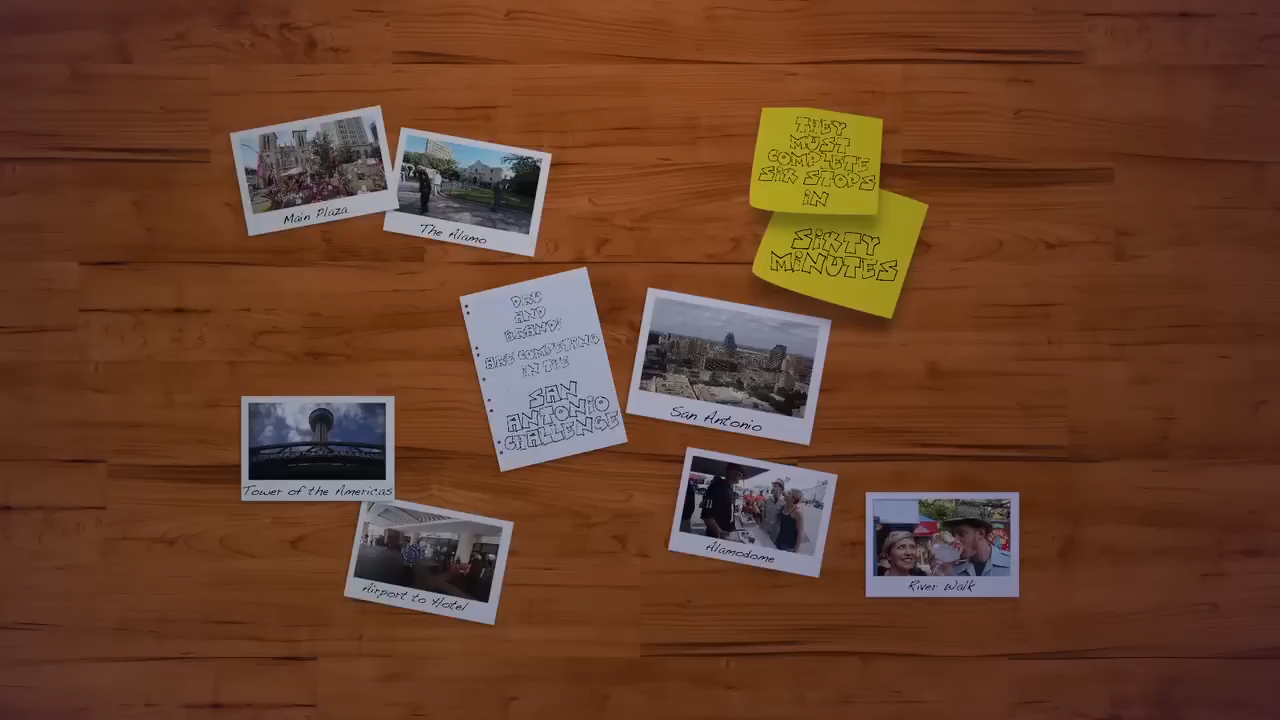 Main Plaza
The Alamo
THEY
MUST
COMPLETE
SIX STOPS
IN
SIXTY
MINUTES
AND
BRANDI
ARE COMPETING
IN THE
SAN
ANTONIO
CHALLENGE
San Antonio
Tower of the Americas
Airport to Hotel
Alamodome
River Walk